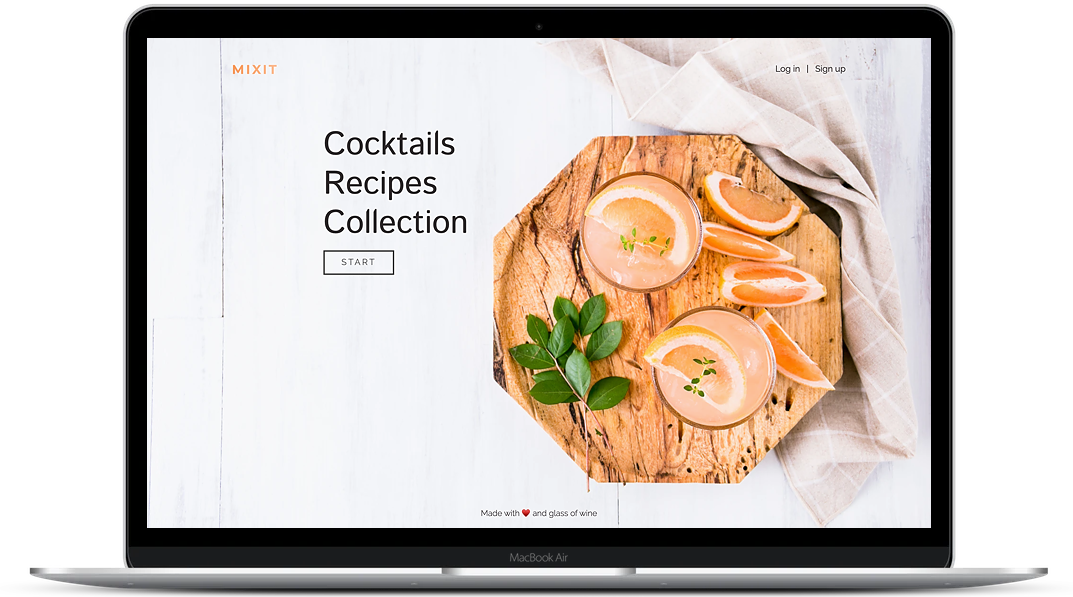 MIXIT
Log in | Sign up
Cocktails
Recipes
Collection
START
Made with ❤️ and glass of wine
MacBook Air